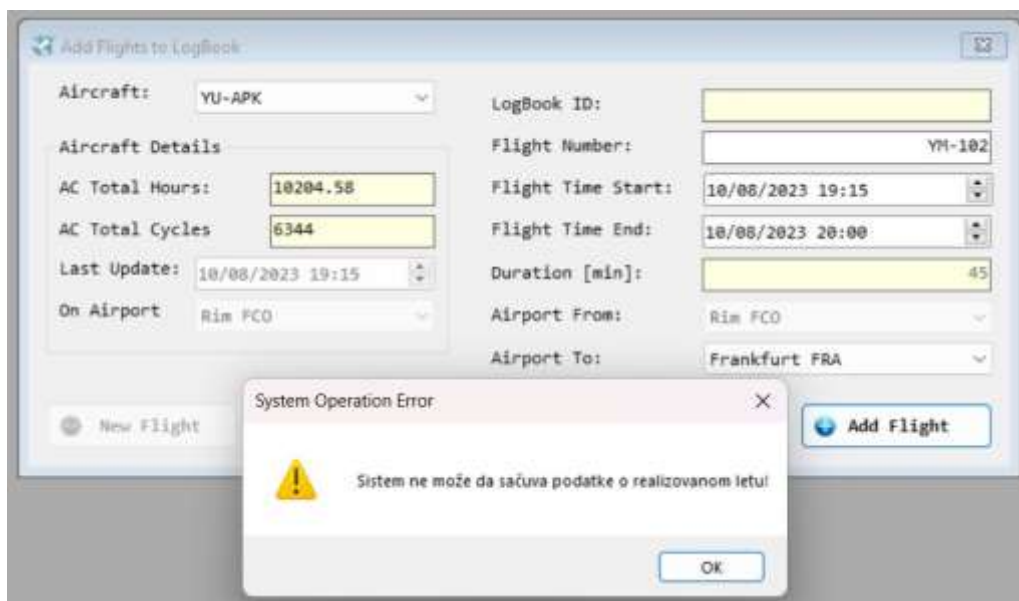 Add Flights to LogBook
Aircraft: YU-APK
Aircraft Details
AC Total Hours: 10204.58
AC Total Cycles 6344
Last Update: 10/08/2023 19:15
On Airport Rim FCO
LogBook ID:
Flight Number: YM-102
Flight Time Start: 10/08/2023 19:15
Flight Time End: 10/08/2023 20:00
Duration [min]: 45
Airport From: Rim FCO
Airport To: Frankfurt FRA
New Flight
Add Flight
System Operation Error
Sistem ne može da sačuva podatke o realizovanom letu!
OK